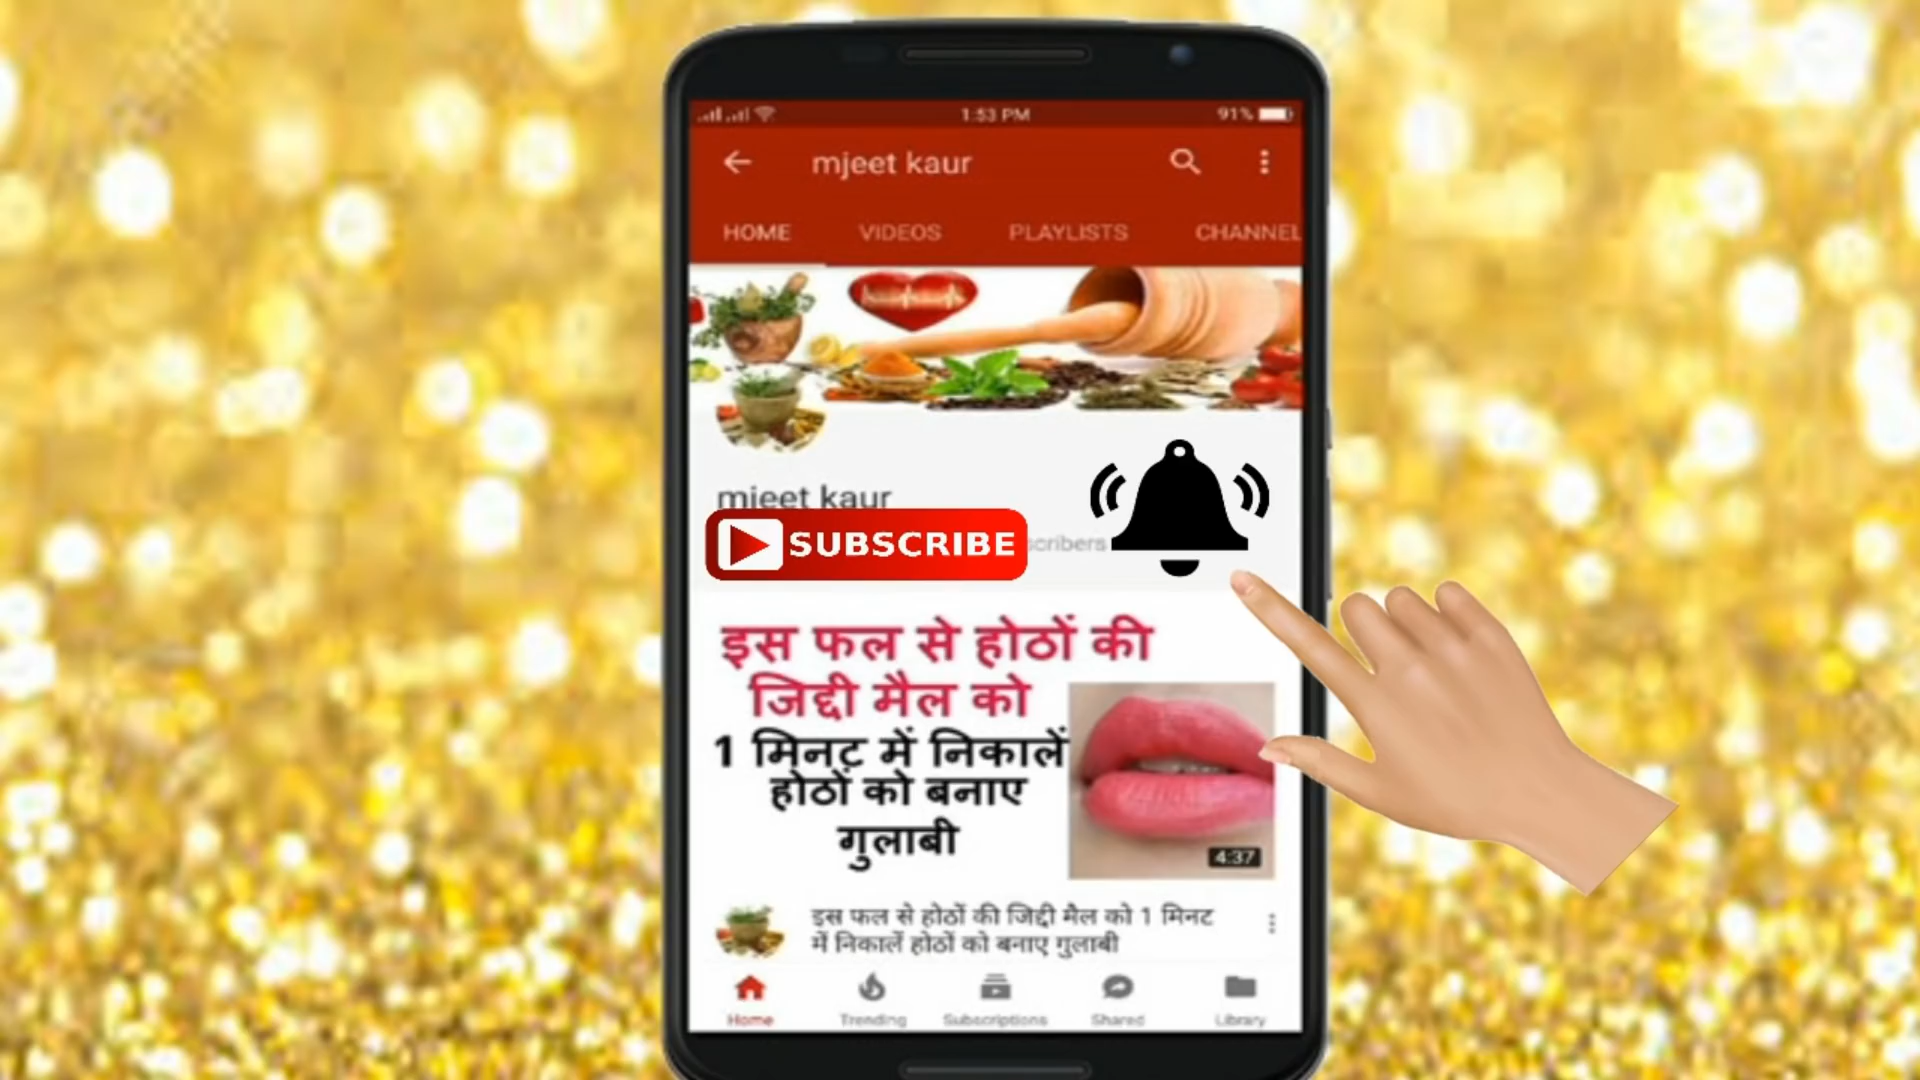 1:53 PM 91%
mjeet kaur
HOME VIDEOS PLAYLISTS CHANNEL
mjeet kaur
SUBSCRIBE scribers
इस फल से होठों की
जिद्दी मैल को
1 मिनट में निकालें
होठों को बनाए
गुलाबी
4:37
इस फल से होठों की जिद्दी मैल को 1 मिनट
में निकालें होठों को बनाए गुलाबी
Home Trending Subscriptions Shared Library